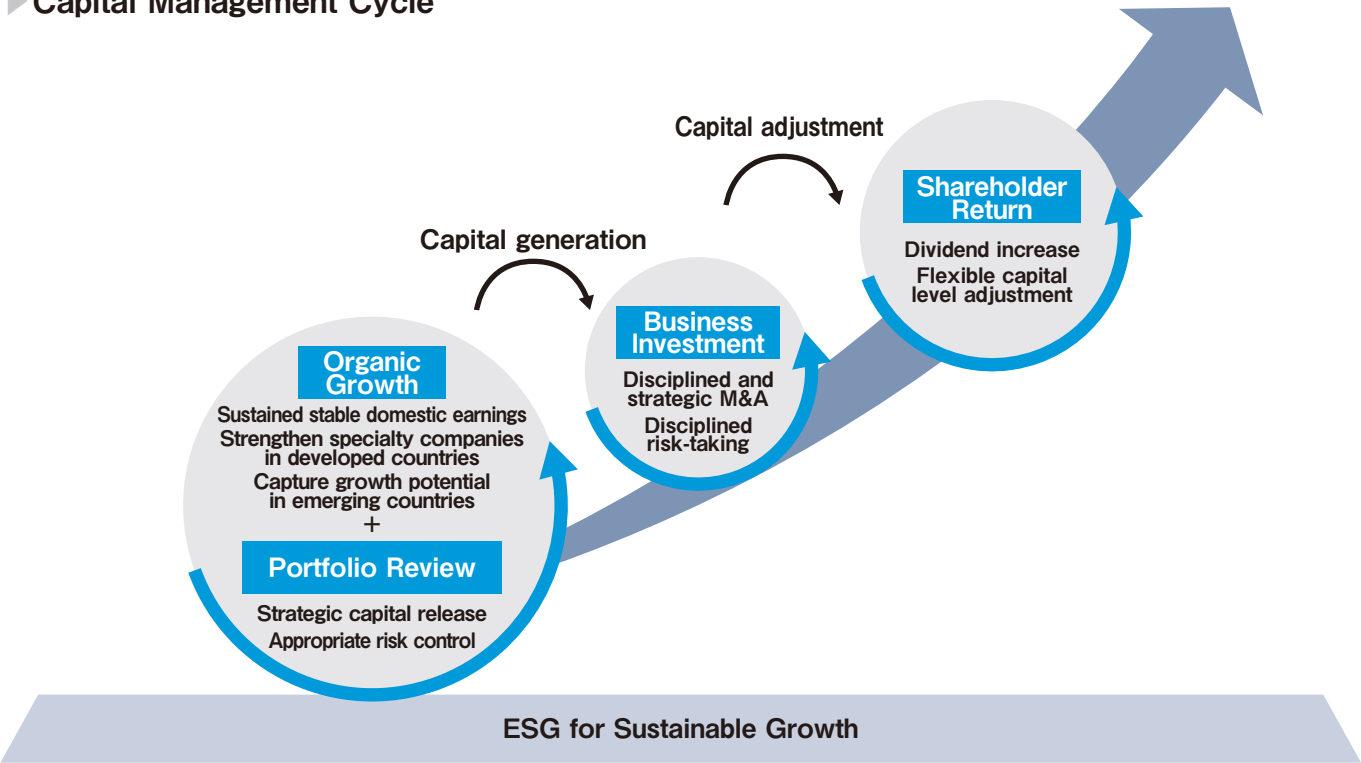 Capital Management Cycle
Capital adjustment
Shareholder
Return
Dividend increase
Flexible capital
level adjustment
Capital generation
Business
Investment
Disciplined and
strategic M&A
Disciplined
risk-taking
Organic
Growth
Sustained stable domestic earnings
Strengthen specialty companies
in developed countries
Capture growth potential
in emerging countries
+
Portfolio Review
Strategic capital release
Appropriate risk control
ESG for Sustainable Growth